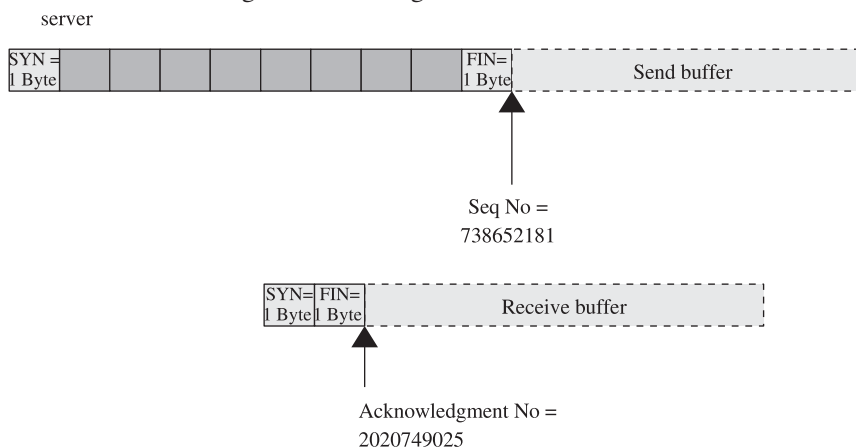 server
SYN =
1 Byte
FIN=
1 Byte
Send buffer
Seq No =
738652181
SYN=
1 Byte
FIN=
1 Byte
Receive buffer
Acknowledgment No =
2020749025